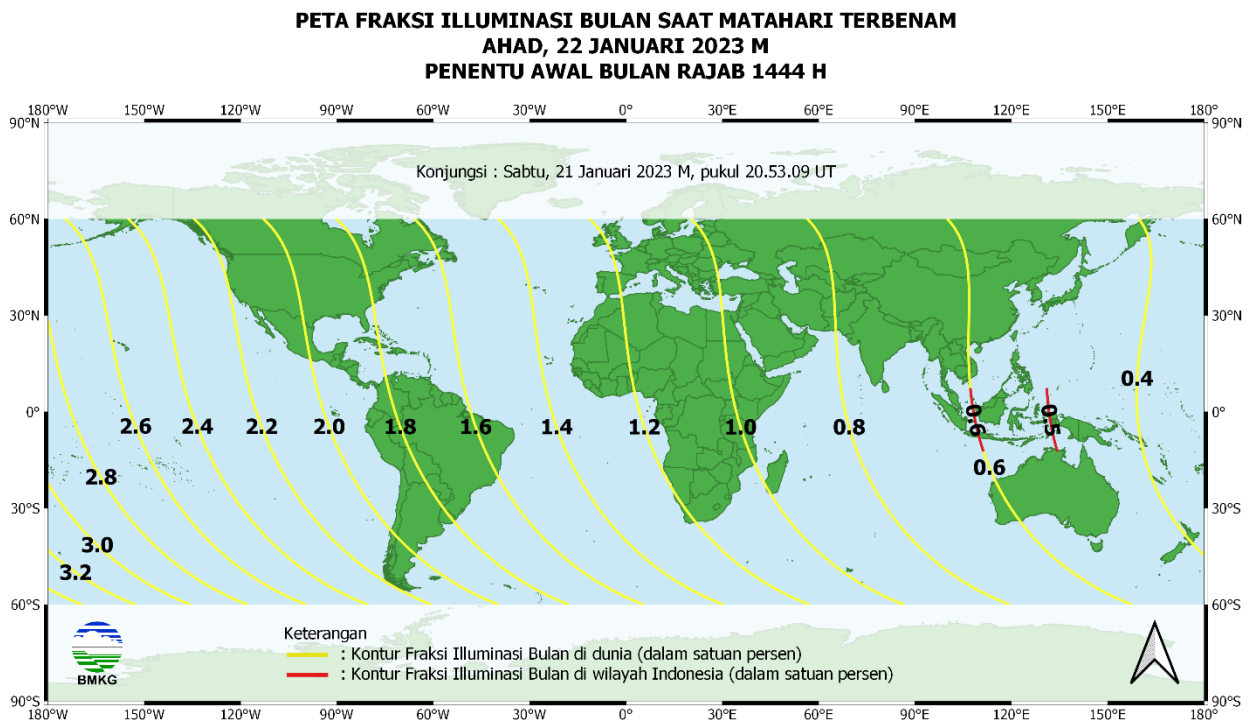 PETA FRAKSI ILLUMINASI BULAN SAAT MATAHARI TERBENAM
AHAD, 22 JANUARI 2023 M
PENENTU AWAL BULAN RAJAB 1444 H
180°W 150°W 120°W 90°W 60°W 30°W 0° 30°E 60°E 90°E 120°E 150°E 180°
90°N 90°N
Konjungsi : Sabtu, 21 Januari 2023 M, pukul 20.53.09 UT
60°N 60°N
30°N 30°N
0.4
0° 0°
2.6 2.4 2.2 2.0 1.8 1.6 1.4 1.2 1.0 0.8 0.6 0.5
0.6
2.8
30°S 30°S
3.0
3.2
60°S 60°S
Keterangan
: Kontur Fraksi Illuminasi Bulan di dunia (dalam satuan persen)
: Kontur Fraksi Illuminasi Bulan di wilayah Indonesia (dalam satuan persen)
BMKG
90°S 90°S
180°W 150°W 120°W 90°W 60°W 30°W 0° 30°E 60°E 90°E 120°E 150°E 180°